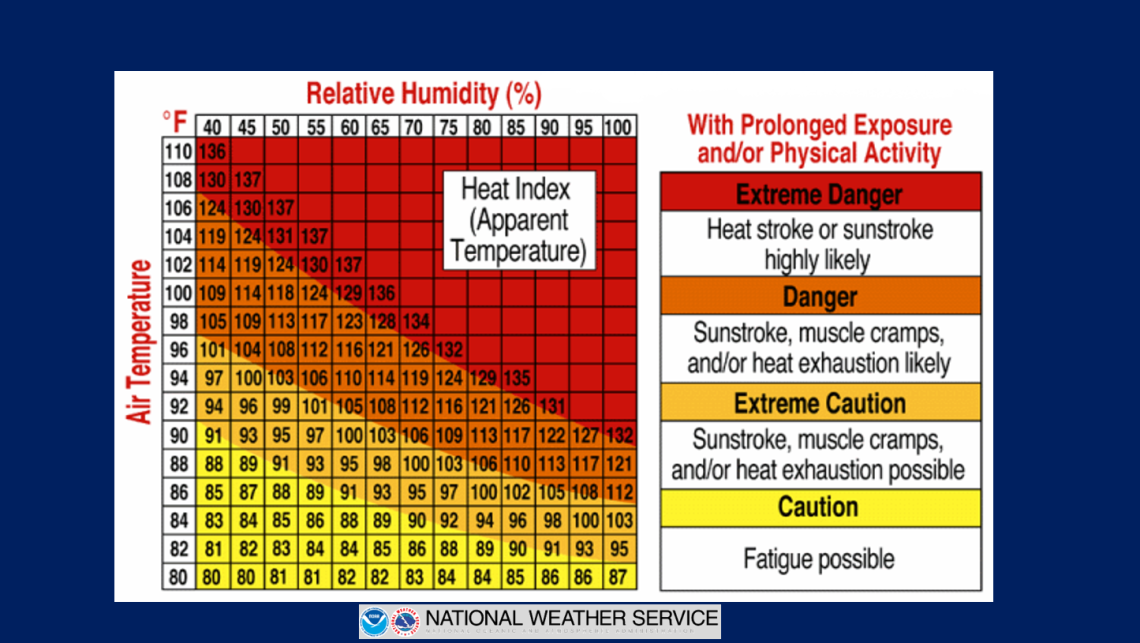 Relative Humidity (%)
°F 40 45 50 55 60 65 70 75 80 85 90 95 100
110 136
108 130 137
106 124 130 137
104 119 124 131 137
102 114 119 124 130 137
100 109 114 118 124 129 136
98 105 109 113 117 123 128 134
96 101 104 108 112 116 121 126 132
94 97 100 103 106 110 114 119 124 129 135
92 94 96 99 101 105 108 112 116 121 126 131
90 91 93 95 97 100 103 106 109 113 117 122 127 132
88 88 89 91 93 95 98 100 103 106 110 113 117 121
86 85 87 88 89 91 93 95 97 100 102 105 108 112
84 83 84 85 86 88 89 90 92 94 96 98 100 103
82 81 82 83 84 84 85 86 88 89 90 91 93 95
80 80 80 81 81 82 82 83 84 84 85 86 86 87
Air Temperature
Heat Index
(Apparent
Temperature)
With Prolonged Exposure
and/or Physical Activity
Extreme Danger
Heat stroke or sunstroke
highly likely
Danger
Sunstroke, muscle cramps,
and/or heat exhaustion likely
Extreme Caution
Sunstroke, muscle cramps,
and/or heat exhaustion possible
Caution
Fatigue possible
NATIONAL WEATHER SERVICE